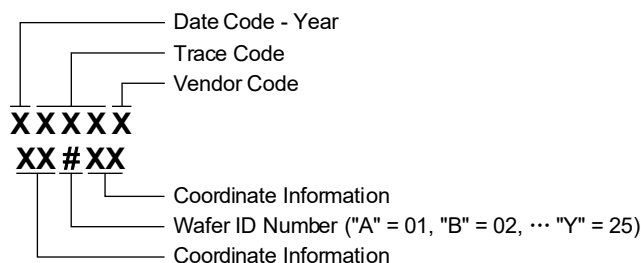 Date Code - Year
Trace Code
Vendor Code
XXXXX
XX#XX
Coordinate Information
Wafer ID Number ("A" = 01, "B" = 02, ··· "Y" = 25)
Coordinate Information